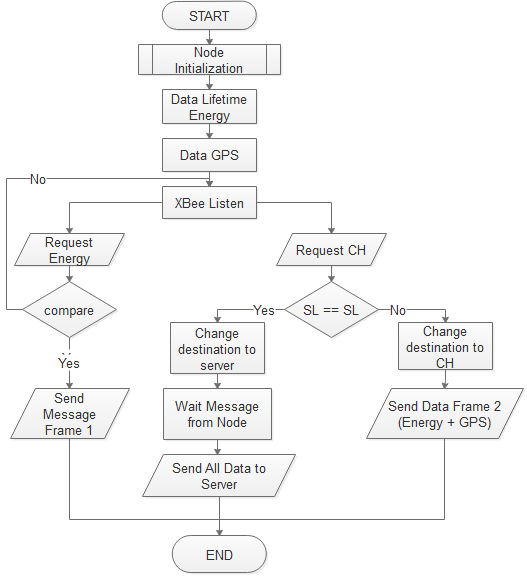 START
Node
Initialization
Data Lifetime
Energy
Data GPS
No
XBee Listen
Request
Energy
Request CH
compare
Yes
SL == SL
No
Yes
Change
destination to
server
Change
destination to
CH
Send
Message
Frame 1
Wait Message
from Node
Send Data Frame 2
(Energy + GPS)
Send All Data to
Server
END